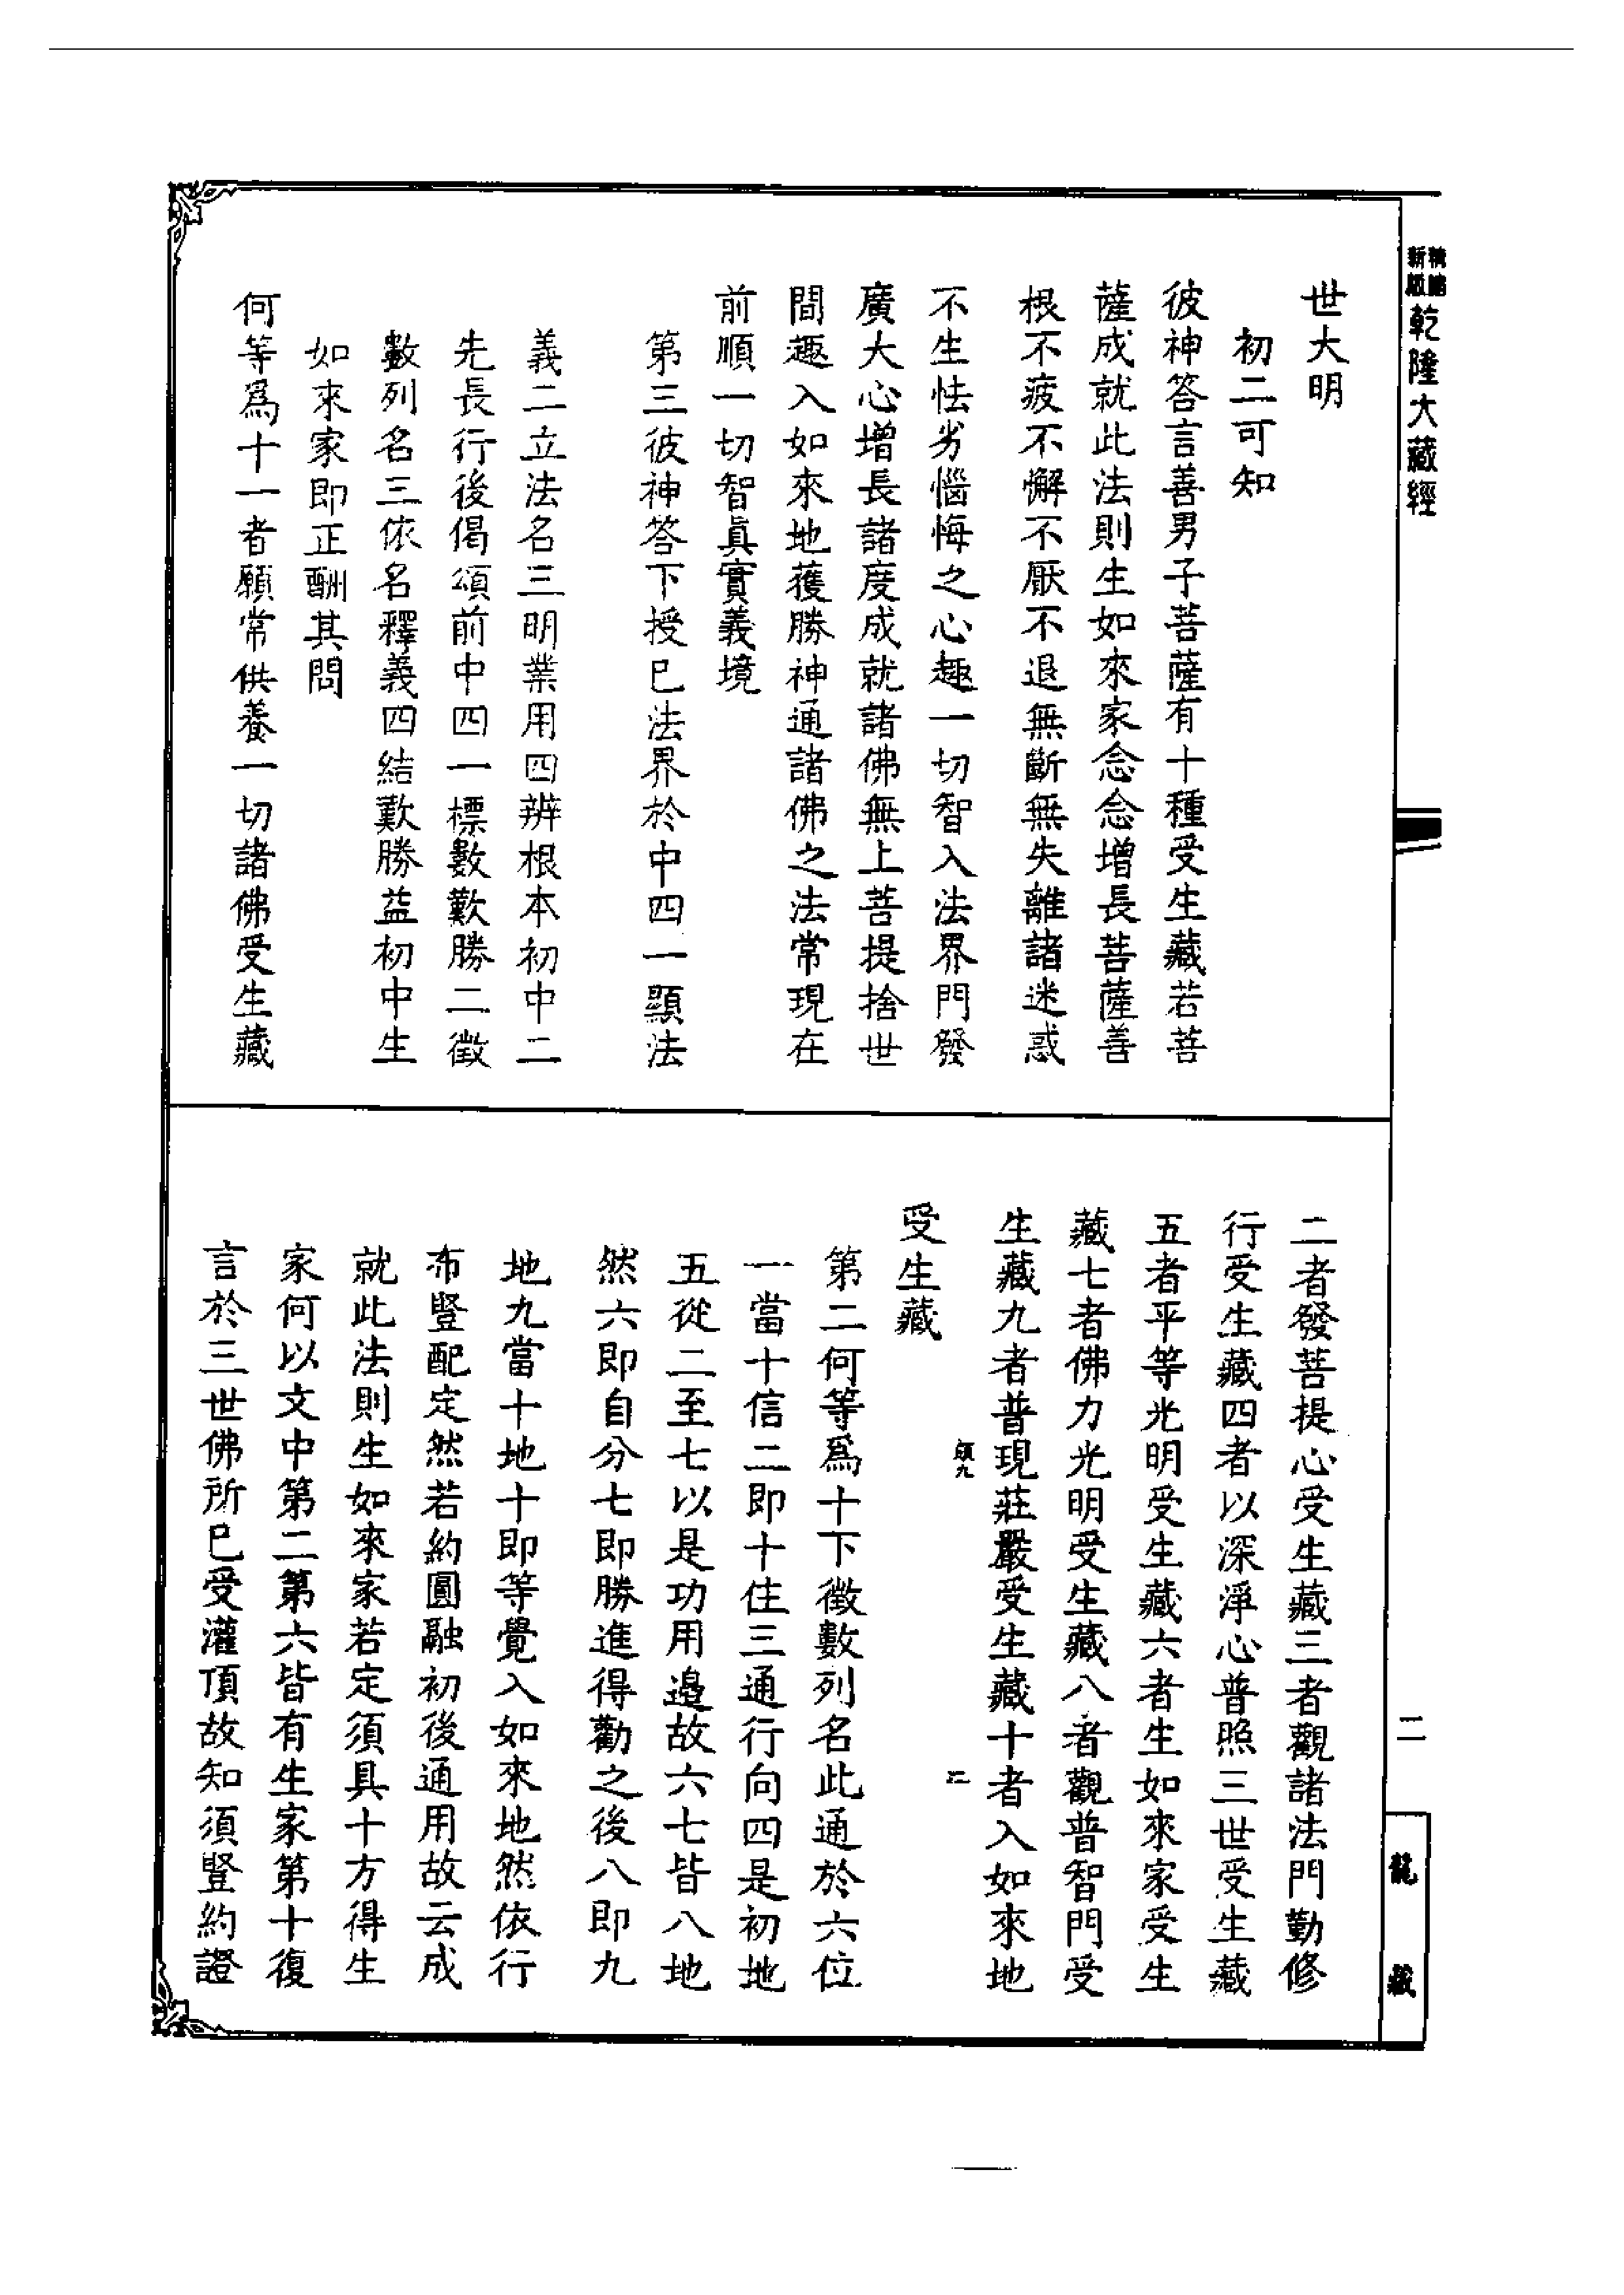 精縮
新版
乾隆大藏經
世大明
初二可知
彼神答言善男子菩薩有十種受生藏若菩
薩成就此法則生如來家念念增長菩薩善
根不疲不懈不厭不退無斷無失離諸迷惑
不生怯劣惱悔之心趣一切智入法界門發
廣大心增長諸度成就諸佛無上菩提捨世
間趣入如來地獲勝神通諸佛之法常現在
前順一切智眞實義境
第三彼神答下授巳法界於中四一顯法
義二立法名三明業用四辨根本初中二
先長行後偈頌前中四一標數歎勝二徵
數列名三依名釋義四結歎勝益初中生
如來家即正酬其問
何等爲十一者願常供養一切諸佛受生藏
二者發菩提心受生藏三者觀諸法門勤修
行受生藏四者以深淨心普照三世受生藏
五者平等光明受生藏六者生如來家受生
藏七者佛力光明受生藏八者觀普智門受
生藏九者普現莊嚴受生藏十者入如來地
九
二
受生藏
第二何等爲十下徵數列名此通於六位
一當十信二即十住三通行向四是初地
五從二至七以是功用邊故六七皆八地
然六即自分七即勝進得勸之後八即九
地九當十地十即等覺入如來地然依行
布豎配定然若約圓融初後通用故云成
就此法則生如來家若定須具十方得生
家何以文中第二第六皆有生家第十復
言於三世佛所巳受灌頂故知須豎約證
二
龍藏